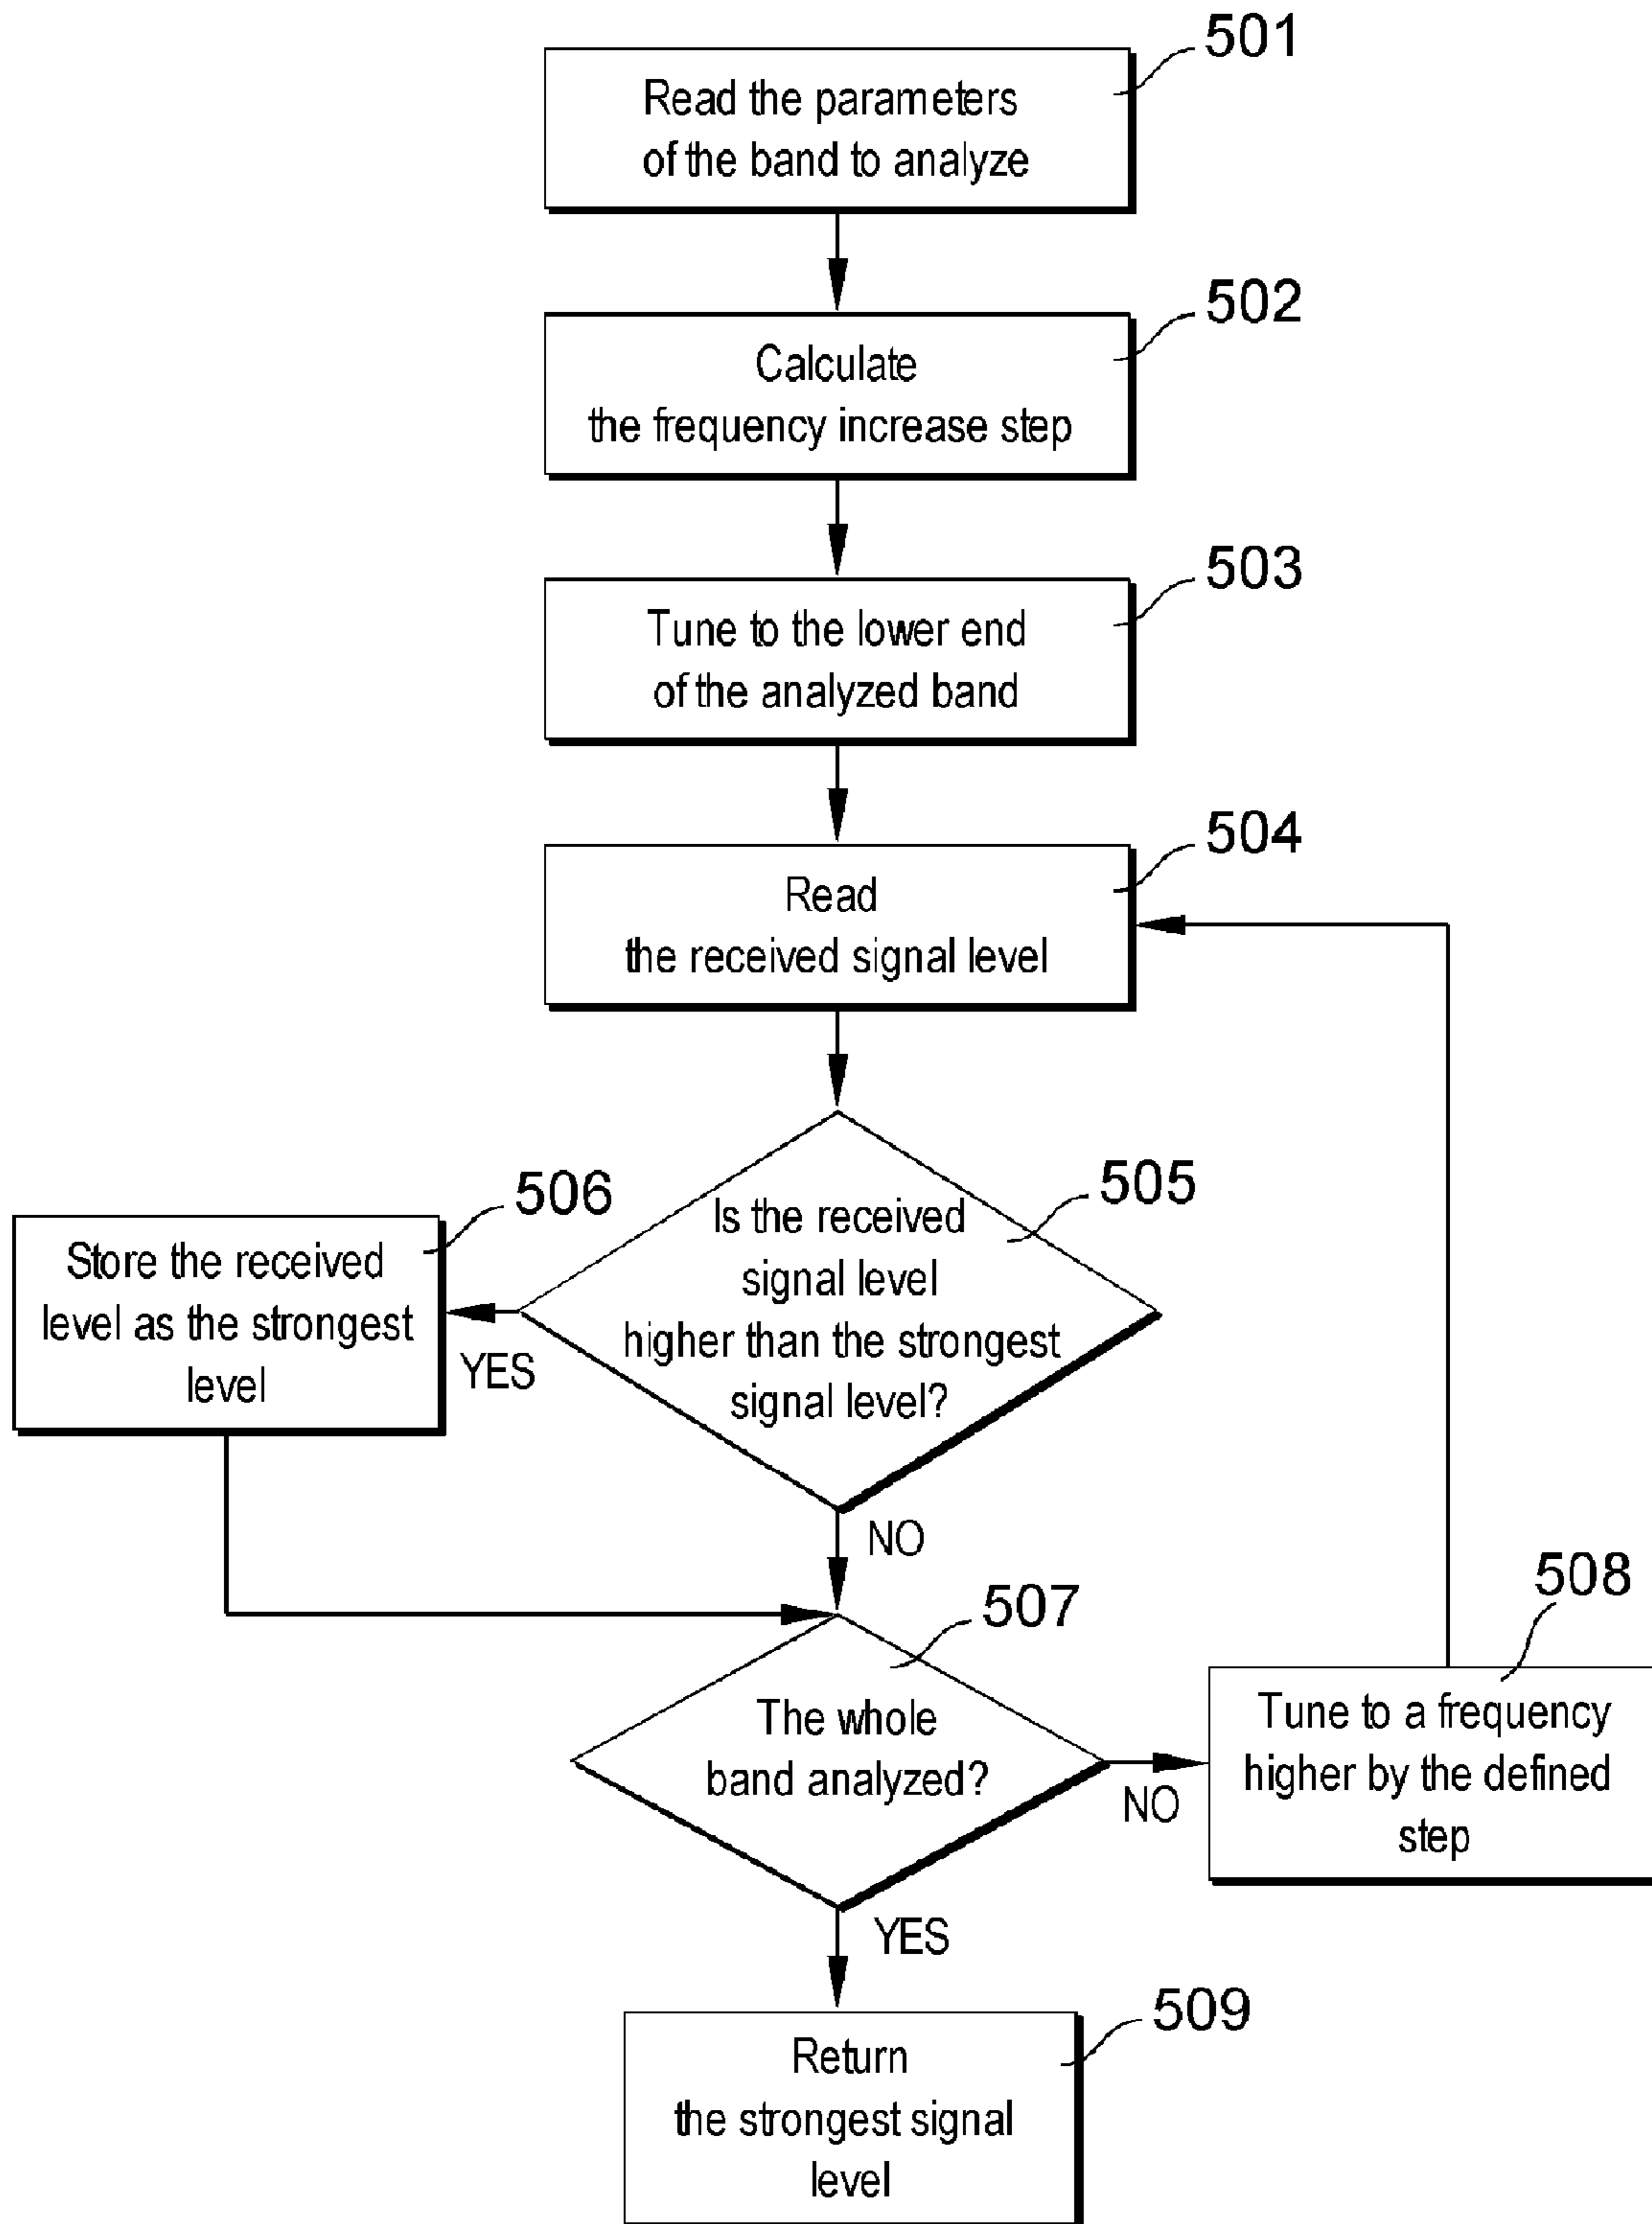 501
Read the parameters
of the band to analyze
502
Calculate
the frequency increase step
503
Tune to the lower end
of the analyzed band
504
Read
the received signal level
505
Is the received
signal level
higher than the strongest
signal level?
506
Store the received
level as the strongest
level
YES
NO
507
The whole
band analyzed?
508
Tune to a frequency
higher by the defined
step
NO
YES
509
Return
the strongest signal
level